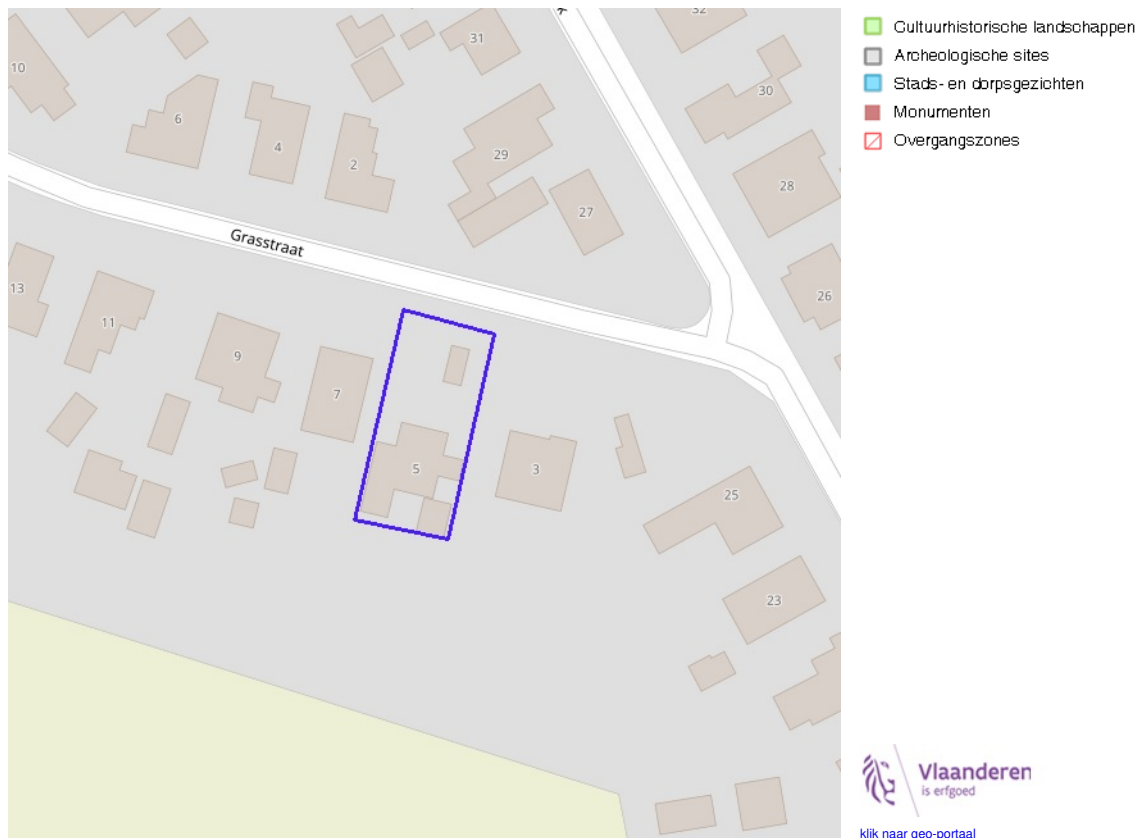 Cultuurhistorische landschappen
Archeologische sites
Stads- en dorpsgezichten
Monumenten
Overgangszones
32
31
10
30
6
4
2
29
28
27
Grasstraat
13
26
11
9
7
5
3
25
23
Vlaanderen
is erfgoed
klik naar geo-portaal